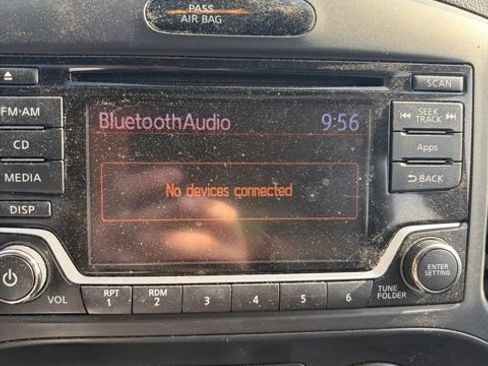 PASS
AIR BAG
SCAN
FM•AM
CD
MEDIA
DISP
BluetoothAudio 9:56
No devices connected
SEEK
TRACK
Apps
BACK
VOL
RPT
1
RDM
2
3
4
5
6
TUNE
FOLDER
ENTER
SETTING